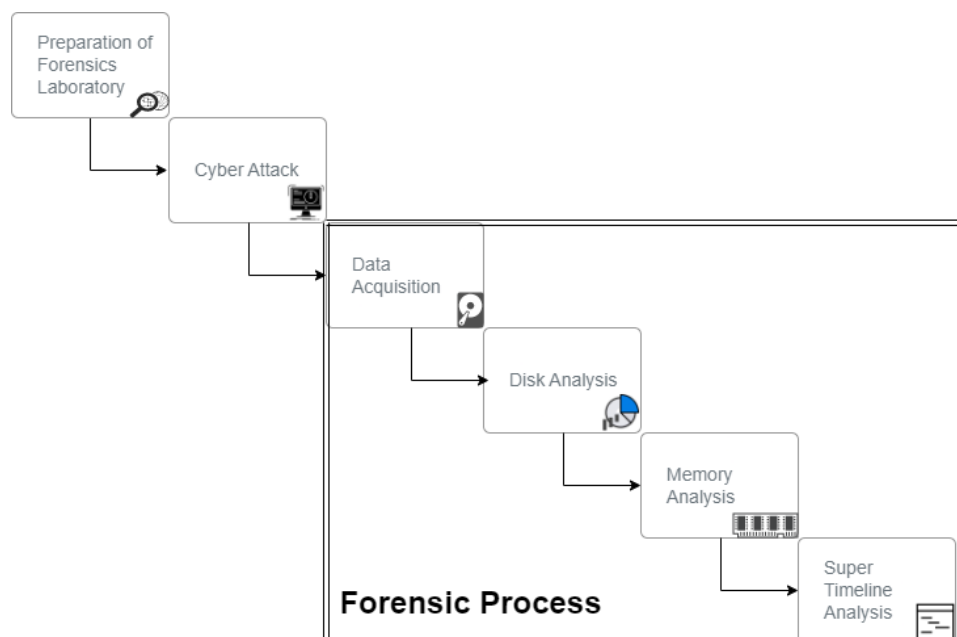 Preparation of
Forensics
Laboratory
Cyber Attack
Data
Acquisition
Disk Analysis
Memory
Analysis
Super
Timeline
Analysis
Forensic Process